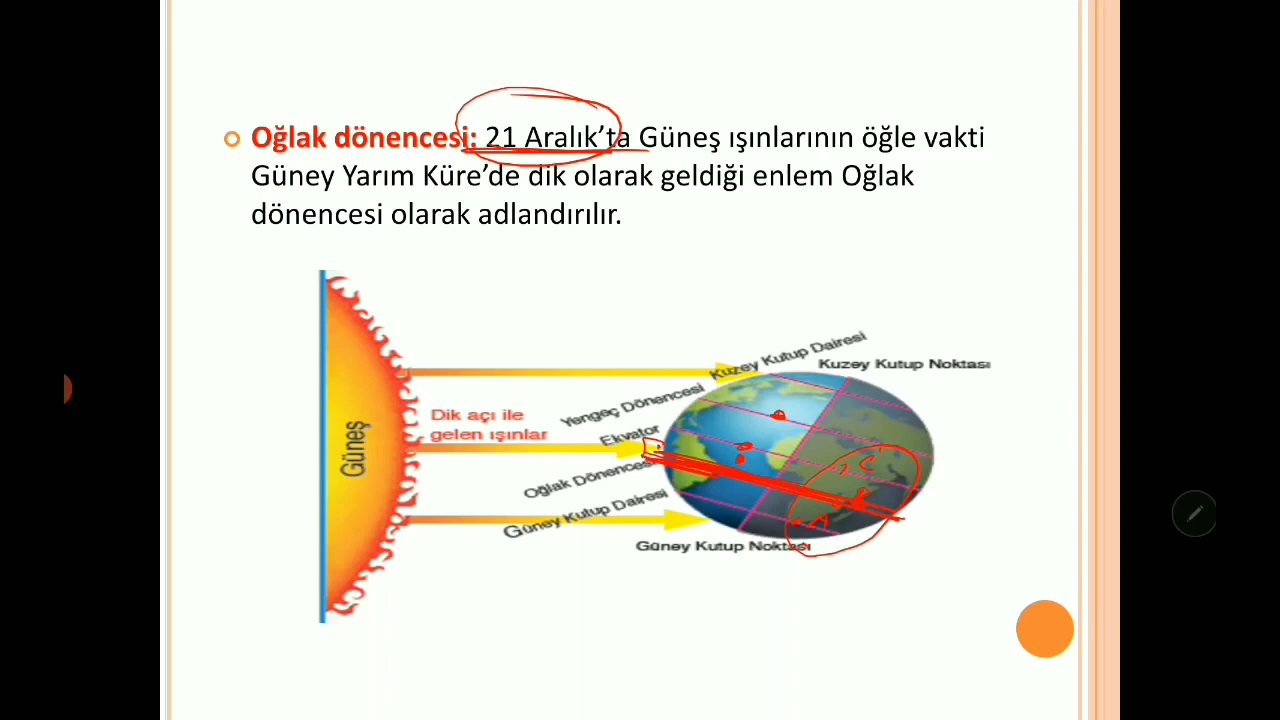 Oğlak dönencesi: 21 Aralık’ta Güneş ışınlarının öğle vakti
Güney Yarım Küre’de dik olarak geldiği enlem Oğlak
dönencesi olarak adlandırılır.
Kuzey Kutup Dairesi
Kuzey Kutup Noktası
Yengeç Dönencesi
Dik açı ile
gelen ışınlar
Ekvator
Güneş
Oğlak Dönencesi
Güney Kutup Dairesi
Güney Kutup Noktası
C
A